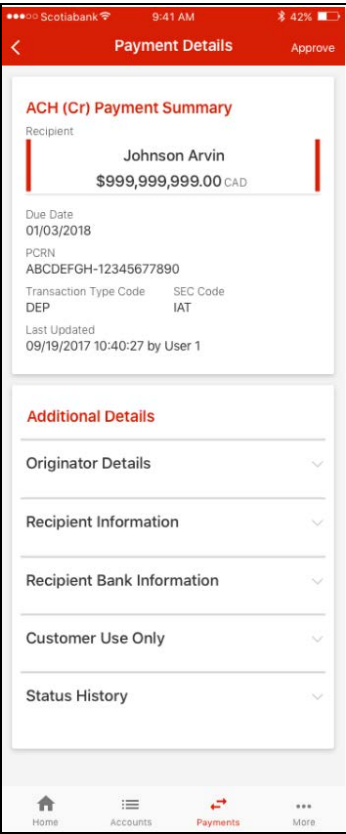 Scotiabank 9:41 AM 42%
Payment Details Approve
ACH (Cr) Payment Summary
Recipient
Johnson Arvin
$999,999,999.00 CAD
Due Date
01/03/2018
PCRN
ABCDEFGH-12345677890
Transaction Type Code SEC Code
DEP IAT
Last Updated
09/19/2017 10:40:27 by User 1
Additional Details
Originator Details
Recipient Information
Recipient Bank Information
Customer Use Only
Status History
Home Accounts Payments More